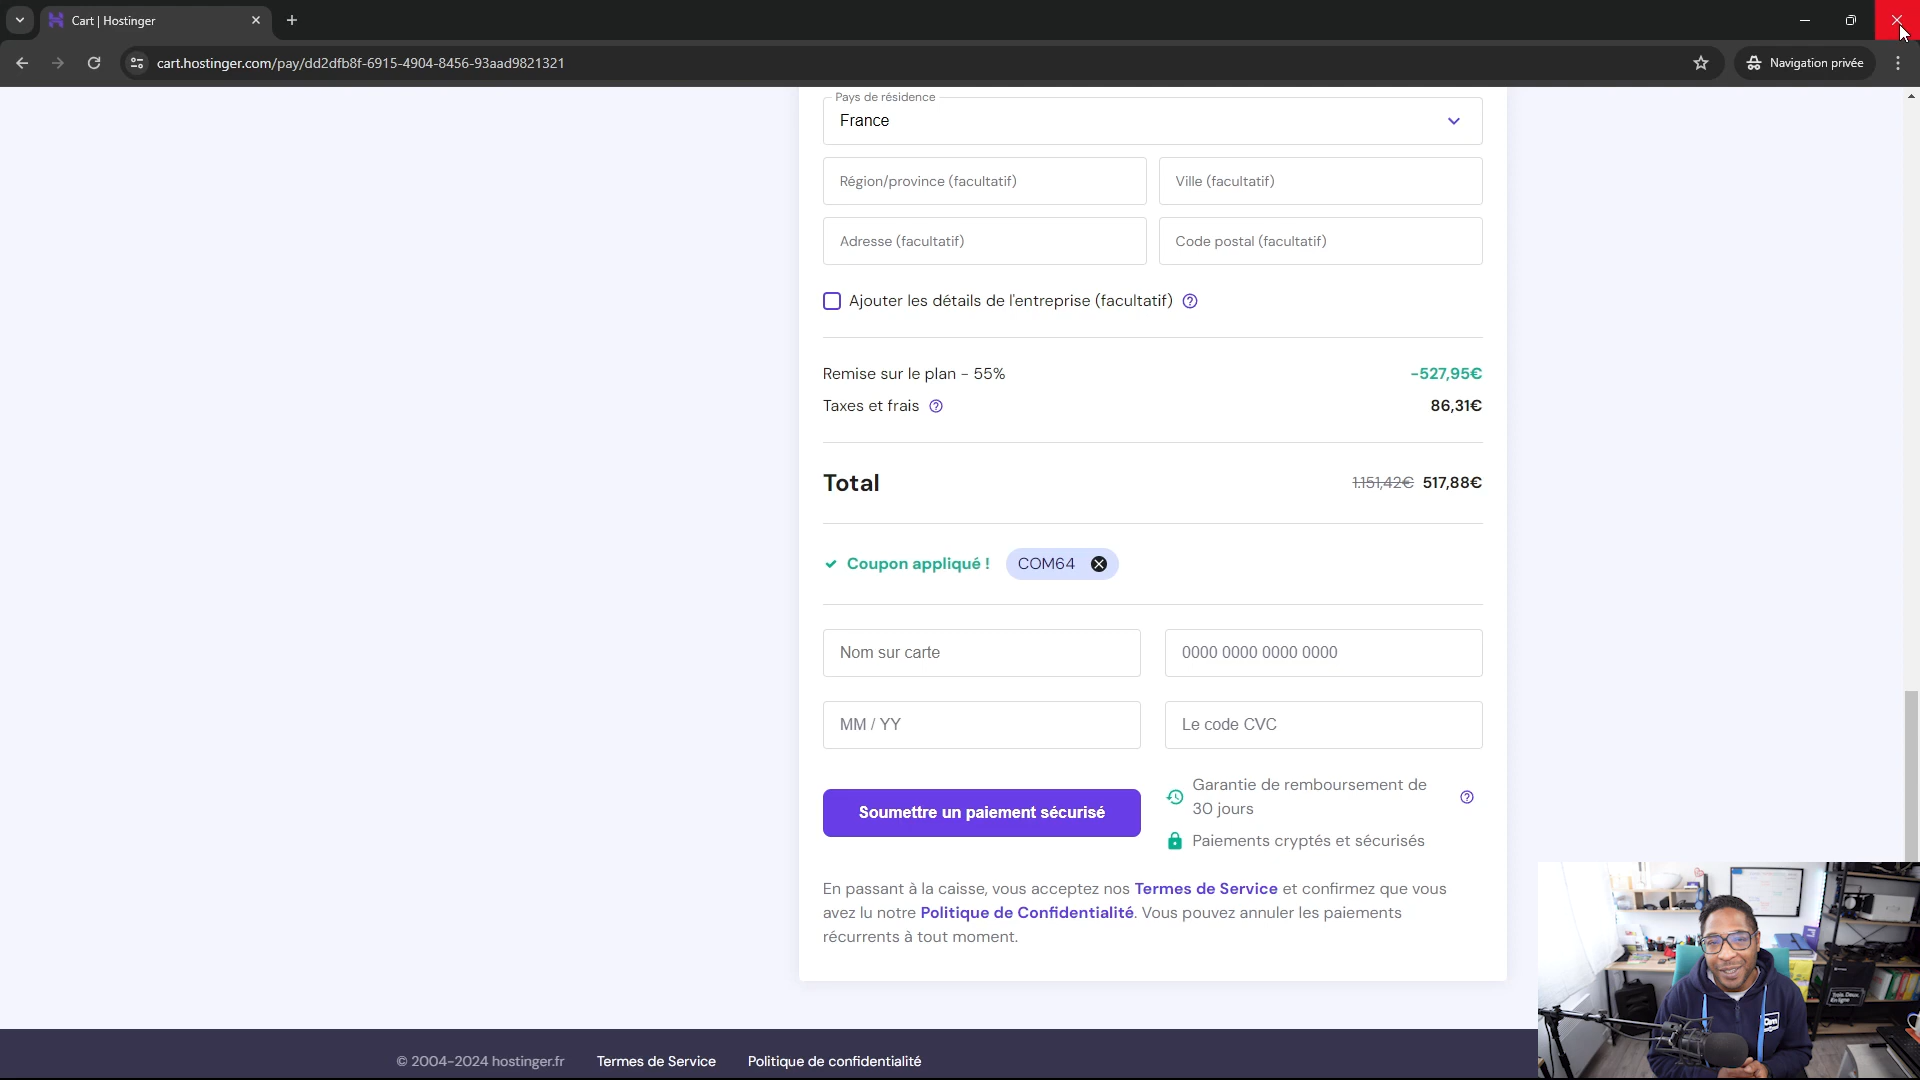 Cart | Hostinger
cart.hostinger.com/pay/dd2dfb8f-6915-4904-8456-93aad9821321
Navigation privée
Pays de résidence
France
Région/province (facultatif)
Ville (facultatif)
Adresse (facultatif)
Code postal (facultatif)
Ajouter les détails de l'entreprise (facultatif)
Remise sur le plan - 55%
-527,95€
Taxes et frais
86,31€
Total
1.151,42€ 517,88€
Coupon appliqué !
COM64
Nom sur carte
0000 0000 0000 0000
MM / YY
Le code CVC
Soumettre un paiement sécurisé
Garantie de remboursement de
30 jours
Paiements cryptés et sécurisés
En passant à la caisse, vous acceptez nos Termes de Service et confirmez que vous
avez lu notre Politique de Confidentialité. Vous pouvez annuler les paiements
récurrents à tout moment.
© 2004-2024 hostinger.fr
Termes de Service
Politique de confidentialité